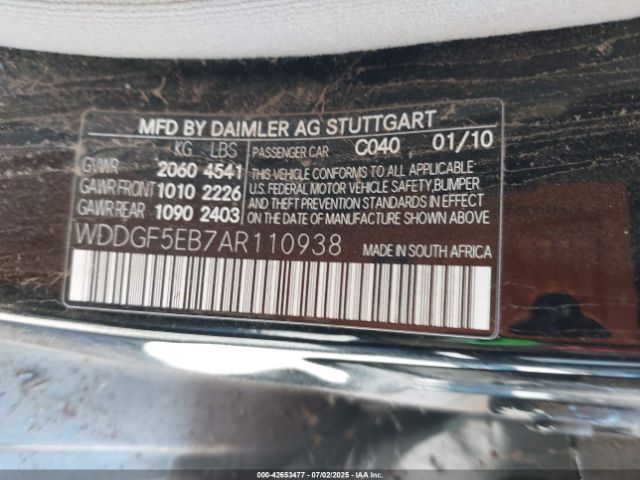 MFD BY DAIMLER AG STUTTGART
KG LBS PASSENGER CAR C040 01/10
GVWR 2060 4541 THIS VEHICLE CONFORMS TO ALL APPLICABLE
GAWR FRONT 1010 2226 U.S. FEDERAL MOTOR VEHICLE SAFETY,BUMPER
GAWR REAR 1090 2403 AND THEFT PREVENTION STANDARDS IN EFFECT
ON THE DATE OF MANUFACTURE SHOWN ABOVE.
WDDGF5EB7AR110938 MADE IN SOUTH AFRICA
000-42653477 - 07/02/2025 - IAAI.COM